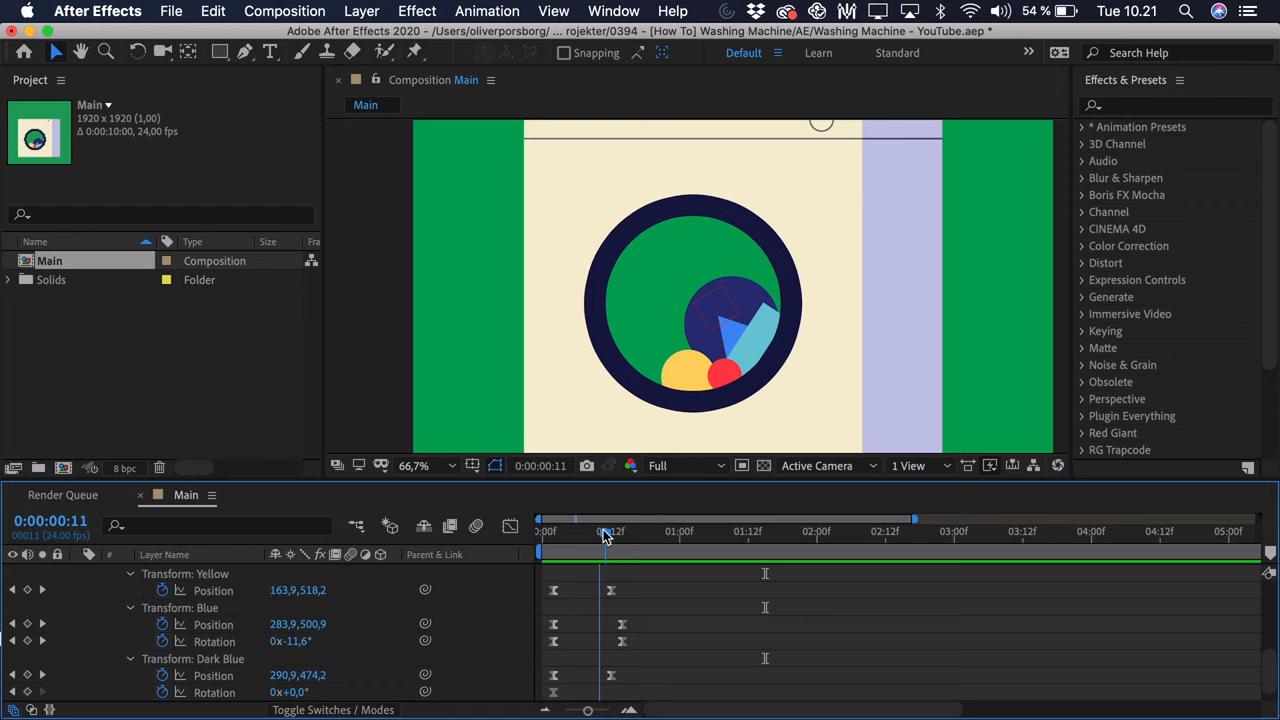 After Effects File Edit Composition Layer Effect Animation View Window Help 54 % Tue 10.21
Adobe After Effects 2020 - /Users/oliverporsborg/ ... rojekter/0394 - [How To] Washing Machine/AE/Washing Machine - YouTube.aep *
Snapping Default Learn Standard Search Help
Project Composition Main Effects & Presets
Main
1920 x 1920 (1,00)
Δ 0:00:10:00, 24,00 fps
Main
* Animation Presets
3D Channel
Audio
Blur & Sharpen
Boris FX Mocha
Channel
CINEMA 4D
Color Correction
Distort
Expression Controls
Generate
Immersive Video
Keying
Matte
Noise & Grain
Obsolete
Perspective
Plugin Everything
Red Giant
RG Trapcode
Name Type Size Fra
Main Composition
Solids Folder
8 bpc
66,7% 0:00:00:11 Full Active Camera 1 View
Render Queue Main
0:00:00:11
00011 (24.00 fps)
# Layer Name Parent & Link
0:00f 0:12f 01:00f 01:12f 02:00f 02:12f 03:00f 03:12f 04:00f 04:12f 05:00f
Transform: Yellow
Position 163,9,518,2
Transform: Blue
Position 283,9,500,9
Rotation 0x-11,6°
Transform: Dark Blue
Position 290,9,474,2
Rotation 0x+0,0°
Toggle Switches / Modes